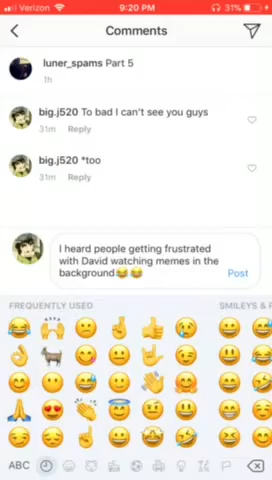 Verizon 9:20 PM 31%
Comments
luner_spams Part 5
1h
big.j520 To bad I can't see you guys
31m Reply
big.j520 *too
31m Reply
I heard people getting frustrated
with David watching memes in the
background😂😂
Post
FREQUENTLY USED SMILEYS & P
ABC